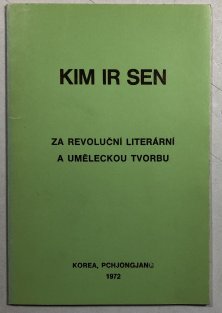 KIM IR SEN
ZA REVOLUČNÍ LITERÁRNÍ
A UMĚLECKOU TVORBU
KOREA, PCHJONGJANG
1972